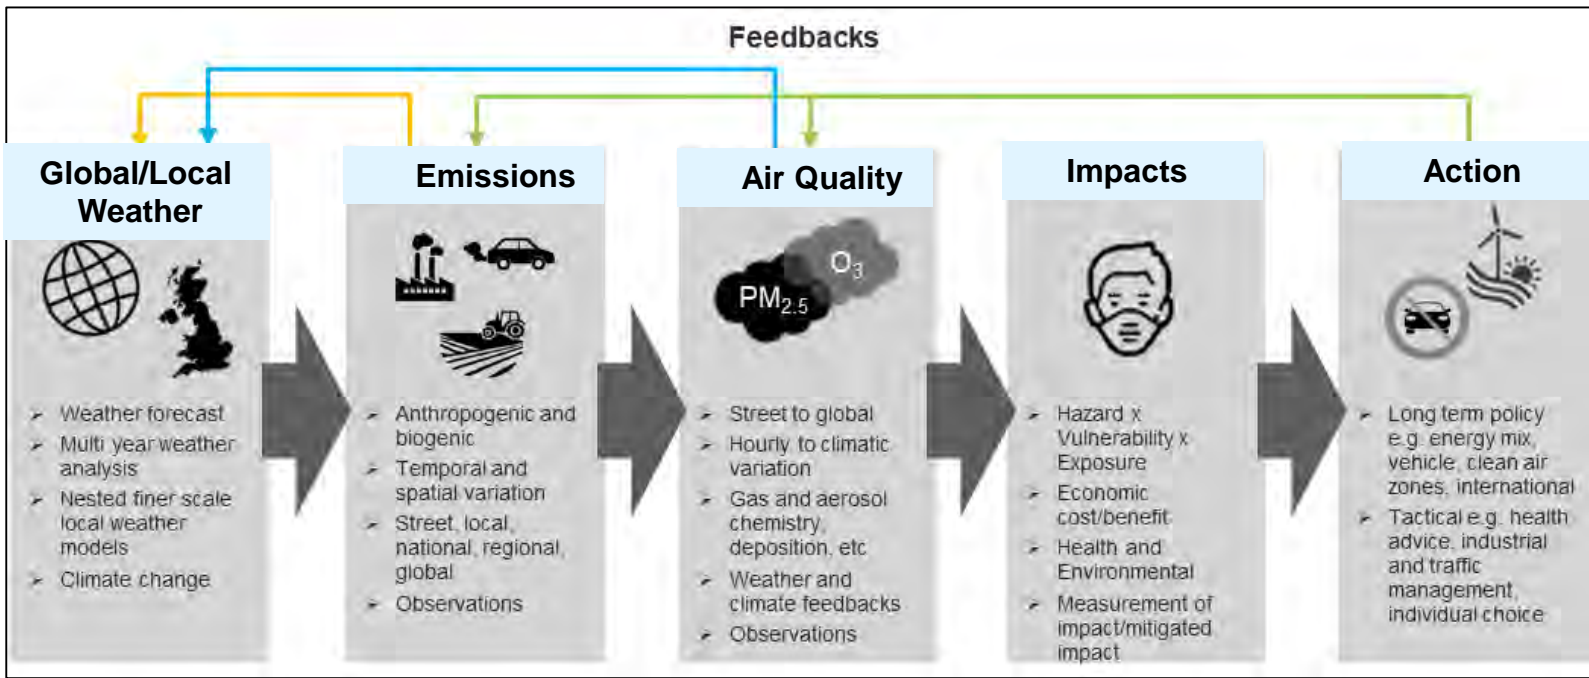 Feedbacks
Global/Local
Weather
➢ Weather forecast
➢ Multi year weather
analysis
➢ Nested finer scale
local weather
models
➢ Climate change
Emissions
➢ Anthropogenic and
biogenic
➢ Temporal and
spatial variation
➢ Street, local,
national, regional,
global
➢ Observations
Air Quality
O₃
PM₂.₅
➢ Street to global
➢ Hourly to climatic
variation
➢ Gas and aerosol
chemistry,
deposition, etc
➢ Weather and
climate feedbacks
➢ Observations
Impacts
➢ Hazard x
Vulnerability x
Exposure
➢ Economic
cost/benefit
➢ Health and
Environmental
➢ Measurement of
impact/mitigated
impact
Action
➢ Long term policy
e.g. energy mix,
vehicle, clean air
zones, international
➢ Tactical e.g. health
advice, industrial
and traffic
management,
individual choice